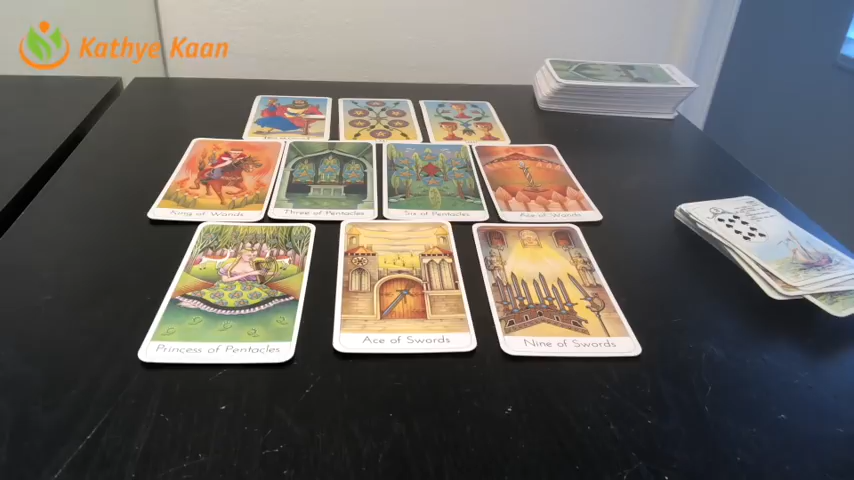 Kathye Kaan
King of Wands
Three of Pentacles
Six of Pentacles
Ace of Wands
Princess of Pentacles
Ace of Swords
Nine of Swords